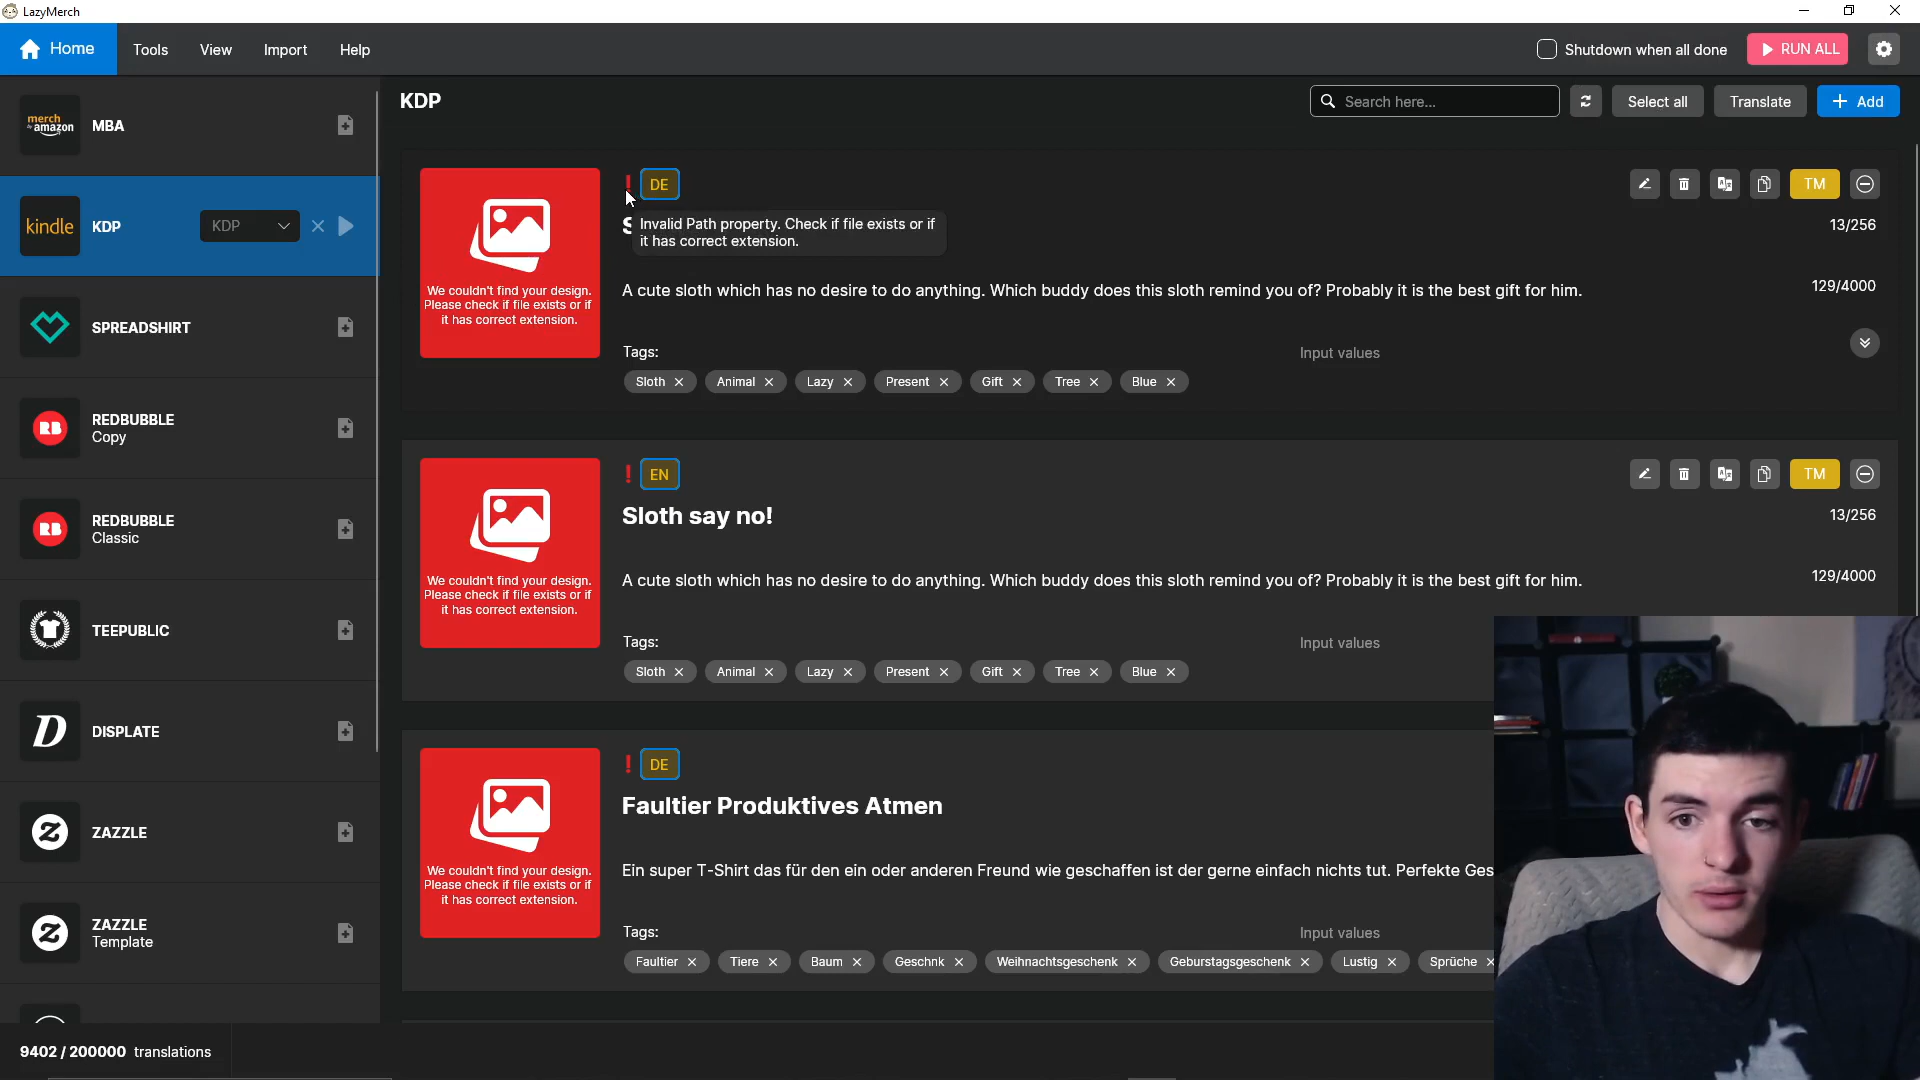 LazyMerch
Home
Tools
View
Import
Help
Shutdown when all done
RUN ALL
merch
by amazon
MBA
kindle
KDP
KDP
SPREADSHIRT
RB
REDBUBBLE
Copy
RB
REDBUBBLE
Classic
TEEPUBLIC
D
DISPLATE
Z
ZAZZLE
Z
ZAZZLE
Template
9402 / 200000 translations
KDP
Search here...
Select all
Translate
Add
We couldn't find your design.
Please check if file exists or if
it has correct extension.
! DE
TM
Invalid Path property. Check if file exists or if
it has correct extension.
S
13/256
A cute sloth which has no desire to do anything. Which buddy does this sloth remind you of? Probably it is the best gift for him.
129/4000
Tags:
Input values
Sloth
Animal
Lazy
Present
Gift
Tree
Blue
We couldn't find your design.
Please check if file exists or if
it has correct extension.
! EN
TM
Sloth say no!
13/256
A cute sloth which has no desire to do anything. Which buddy does this sloth remind you of? Probably it is the best gift for him.
129/4000
Tags:
Input values
Sloth
Animal
Lazy
Present
Gift
Tree
Blue
We couldn't find your design.
Please check if file exists or if
it has correct extension.
! DE
Faultier Produktives Atmen
Ein super T-Shirt das für den ein oder anderen Freund wie geschaffen ist der gerne einfach nichts tut. Perfekte Ges
Tags:
Input values
Faultier
Tiere
Baum
Geschnk
Weihnachtsgeschenk
Geburstagsgeschenk
Lustig
Sprüche